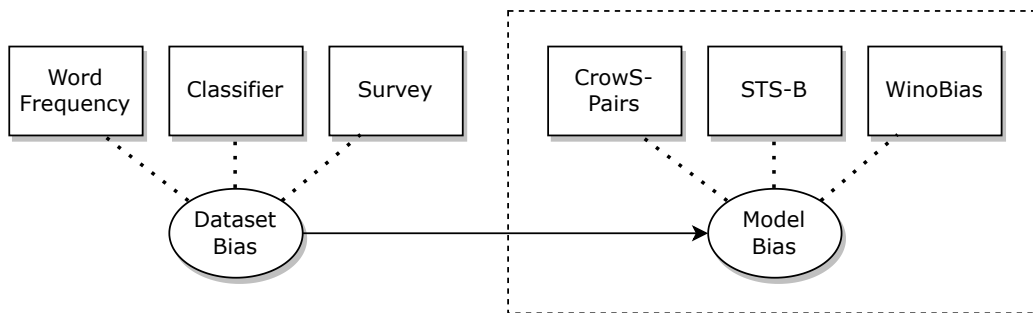 Word
Frequency
Classifier
Survey
CrowS-
Pairs
STS-B
WinoBias
Dataset
Bias
Model
Bias